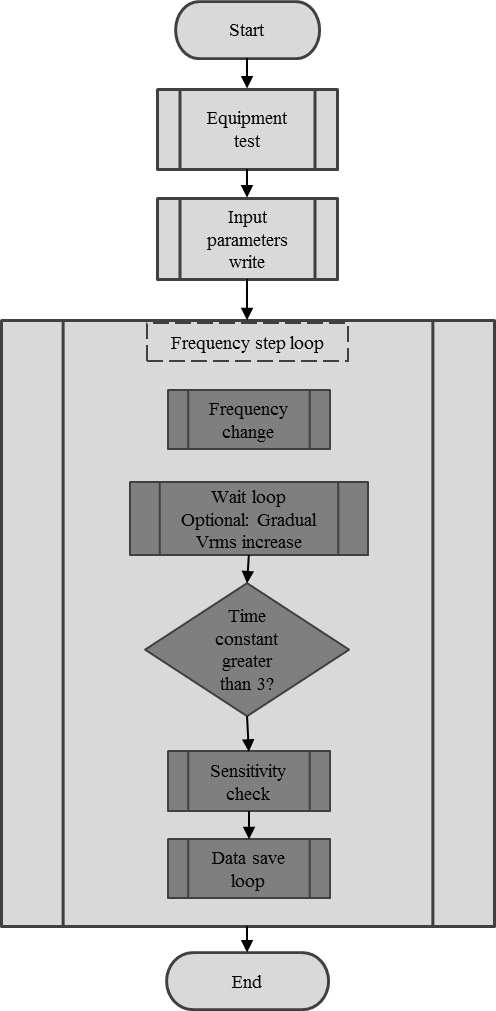 Start
Equipment
test
Input
parameters
write
Frequency step loop
Frequency
change
Wait loop
Optional: Gradual
Vrms increase
Time
constant
greater
than 3?
Sensitivity
check
Data save
loop
End